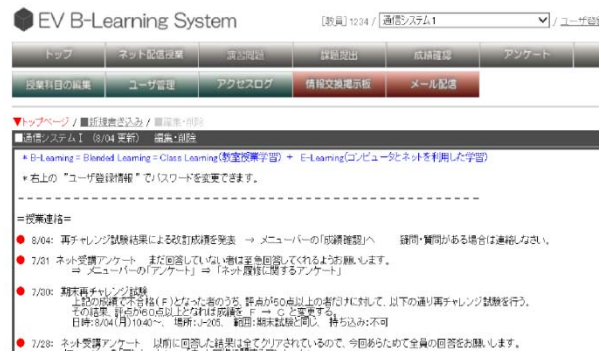 EV B-Learning System
[教員] 1234 / 通信システム1 / ユーザ登録
トップ ネット配信授業 演習問題 課題提出 成績確認 アンケート
授業科目の編集 ユーザ管理 アクセスログ 情報交換掲示板 メール配信
▼トップページ / ■新規書き込み / ■編集・削除
■通信システムⅠ (8/04 更新) 編集・削除
* B-Learning = Blended Learning = Class Learning(教室授業学習) + E-Learning(コンピュータとネットを利用した学習)
* 右上の "ユーザ登録情報" でパスワードを変更できます。
=授業連絡=
● 8/04: 再チャレンジ試験結果による改訂成績を発表 → メニューバーの「成績確認」へ 疑問・質問がある場合は連絡しなさい。
● 7/31 ネット受講アンケート まだ回答していない者は至急回答してくれるようお願いします。
⇒ メニューバーの「アンケート」 ⇒ 「ネット履修に関するアンケート」
● 7/30: 期末再チャレンジ試験
上記の成績で不合格(F)となった者のうち、評点が50点以上の者だけに対して、以下の通り再チャレンジ試験を行う。
その結果、評点が60点以上となれば成績を F → C と変更する。
日時:8/04(月)10:40~、 場所:J-205、 範囲:期末試験と同じ、 持ち込み:不可
● 7/28: ネット受講アンケート 以前に回答した結果は全てクリアされているので、今回あらためて全員の回答をお願いします。